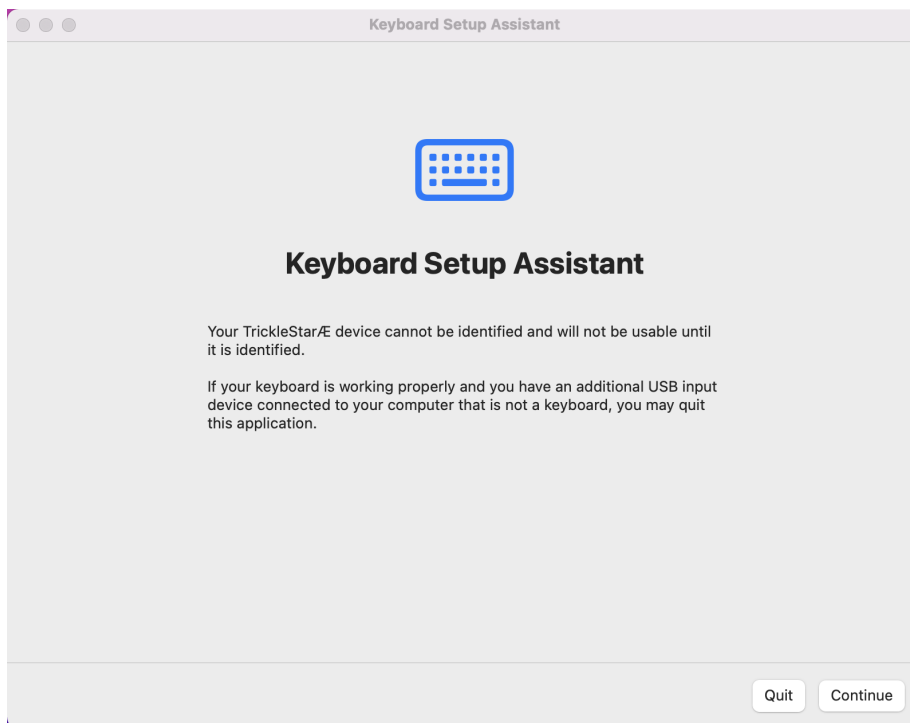 Keyboard Setup Assistant
Keyboard Setup Assistant
Your TrickleStarÆ device cannot be identified and will not be usable until
it is identified.
If your keyboard is working properly and you have an additional USB input
device connected to your computer that is not a keyboard, you may quit
this application.
Quit
Continue